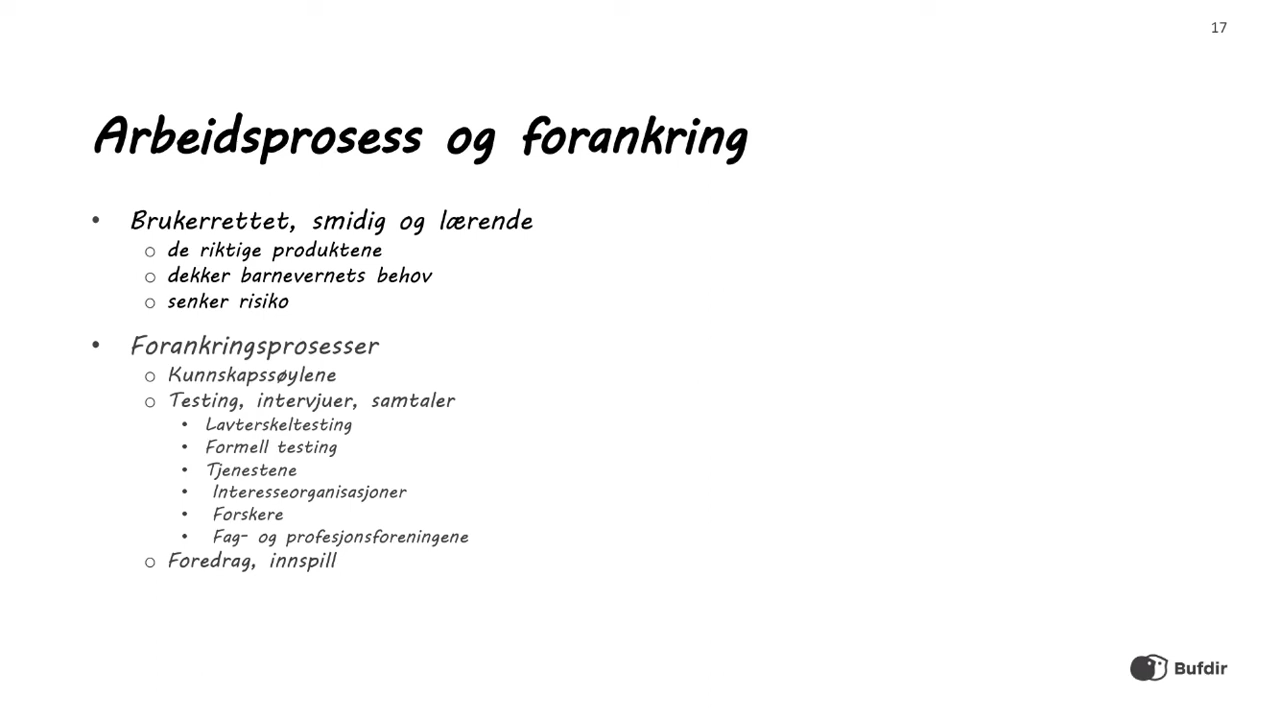 17
Arbeidsprosess og forankring
• Brukerrettet, smidig og lærende
o de riktige produktene
o dekker barnevernets behov
o senker risiko
• Forankringsprosesser
o Kunnskapssøylene
o Testing, intervjuer, samtaler
• Lavterskeltesting
• Formell testing
• Tjenestene
• Interesseorganisasjoner
• Forskere
• Fag- og profesjonsforeningene
o Foredrag, innspill
Bufdir